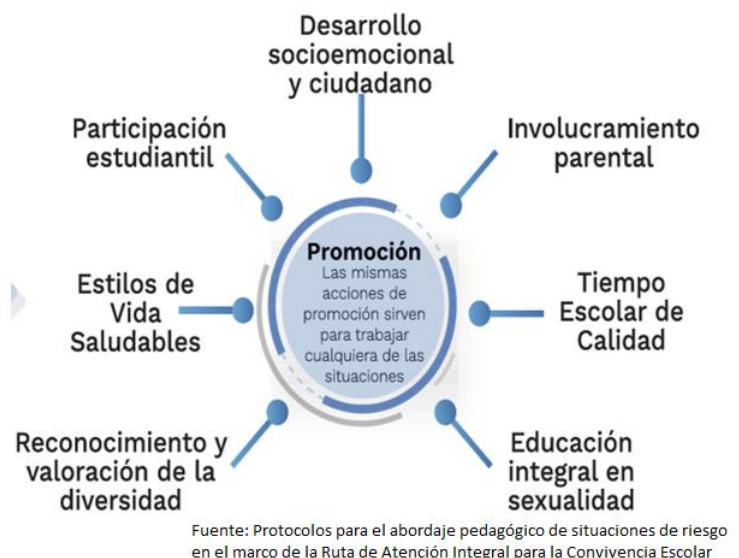 Desarrollo
socioemocional
y ciudadano
Participación
estudiantil
Involucramiento
parental
Promoción
Las mismas
acciones de
promoción sirven
para trabajar
cualquiera de las
situaciones
Estilos de
Vida
Saludables
Tiempo
Escolar de
Calidad
Reconocimiento y
valoración de la
diversidad
Educación
integral en
sexualidad
Fuente: Protocolos para el abordaje pedagógico de situaciones de riesgo
en el marco de la Ruta de Atención Integral para la Convivencia Escolar